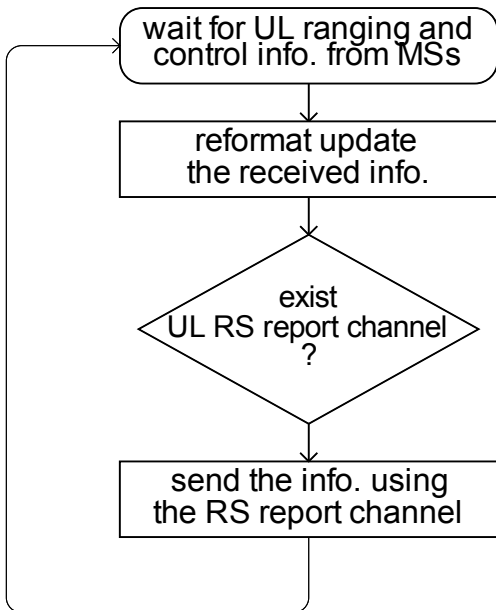 wait for UL ranging and
control info. from MSs
reformat update
the received info.
exist
UL RS report channel
?
send the info. using
the RS report channel